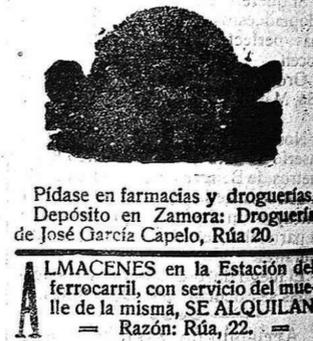 Pídase en farmacias y droguerías.
Depósito en Zamora: Droguería
de José García Capelo, Rúa 20.
ALMACENES en la Estación del
ferrocarril, con servicio del mue-
lle de la misma, SE ALQUILAN
= Razón: Rúa, 22. =